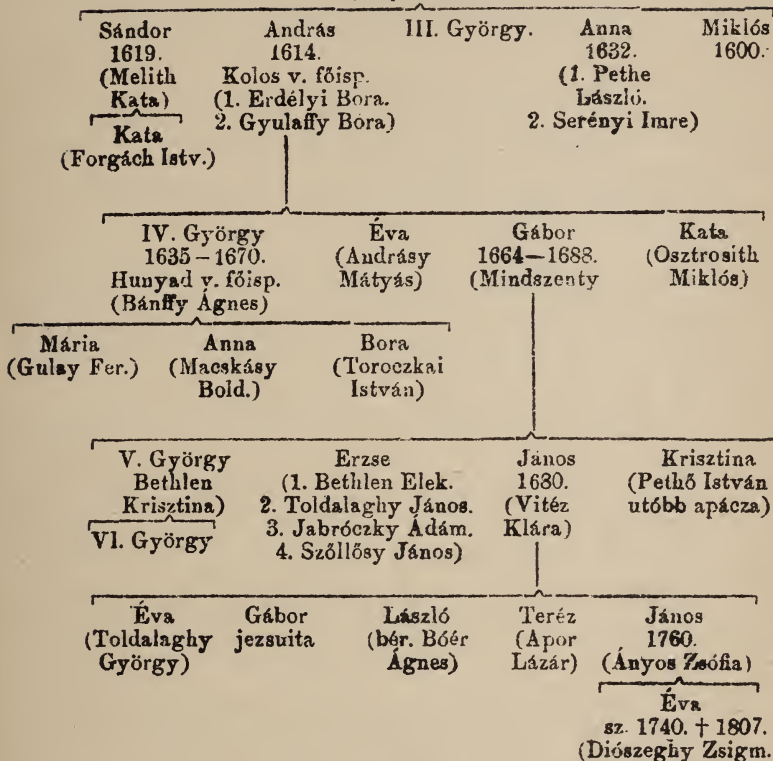 Sándor András III. György. Anna Miklós
1619. 1614. 1632. 1600.
(Melith Kolos v. főisp. (1. Pethe
Kata) (1. Erdélyi Bora. László.
2. Gyulaffy Bora) 2. Serényi Imre)
Kata
(Forgách Istv.)
IV. György Éva Gábor Kata
1635–1670. (Andrásy 1664–1688. (Osztrosith
Hunyad v. főisp. Mátyás) (Mindszenty Miklós)
(Bánffy Ágnes)
Mária Anna Bora
(Gulay Fer.) (Macskásy (Toroczkai
Bold.) István)
V. György Erzse János Krisztina
Bethlen (1. Bethlen Elek. 1680. (Pethő István
Krisztina) 2. Toldalaghy János. (Vitéz utóbb apácza)
3. Jabróczky Ádám. Klára)
VI. György 4. Szőllősy János)
Éva Gábor László Teréz János
(Toldalaghy jezsuita (bér. Bóér (Apor 1760.
György) Ágnes) Lázár) (Ányos Zsófia)
Éva
sz. 1740. † 1807.
(Diószeghy Zsigm.